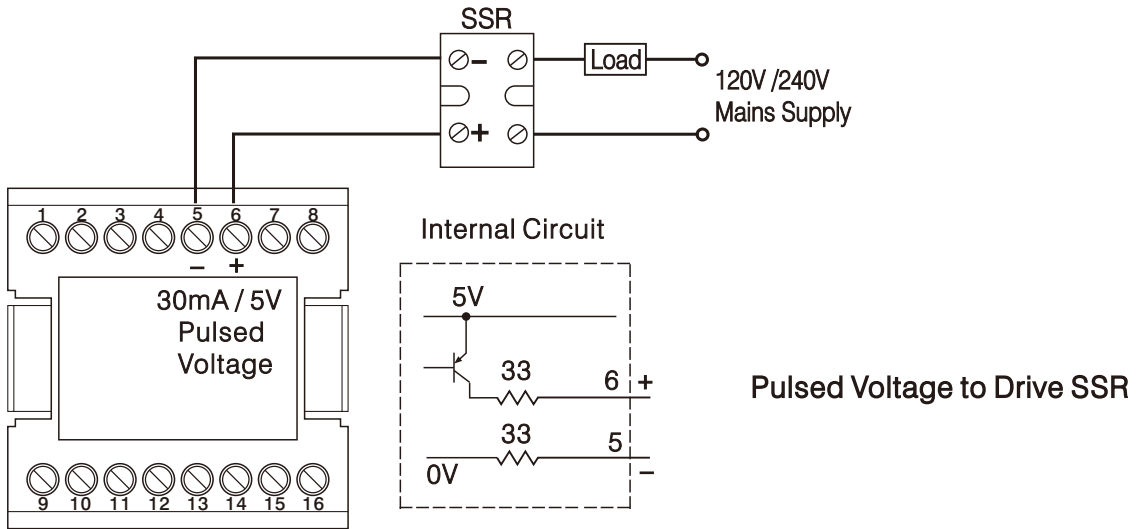 SSR
–
Load
120V /240V
Mains Supply
+
1 2 3 4 5 6 7 8
– +
30mA / 5V
Pulsed
Voltage
9 10 11 12 13 14 15 16
Internal Circuit
5V
33
6 +
33
5
0V
–
Pulsed Voltage to Drive SSR